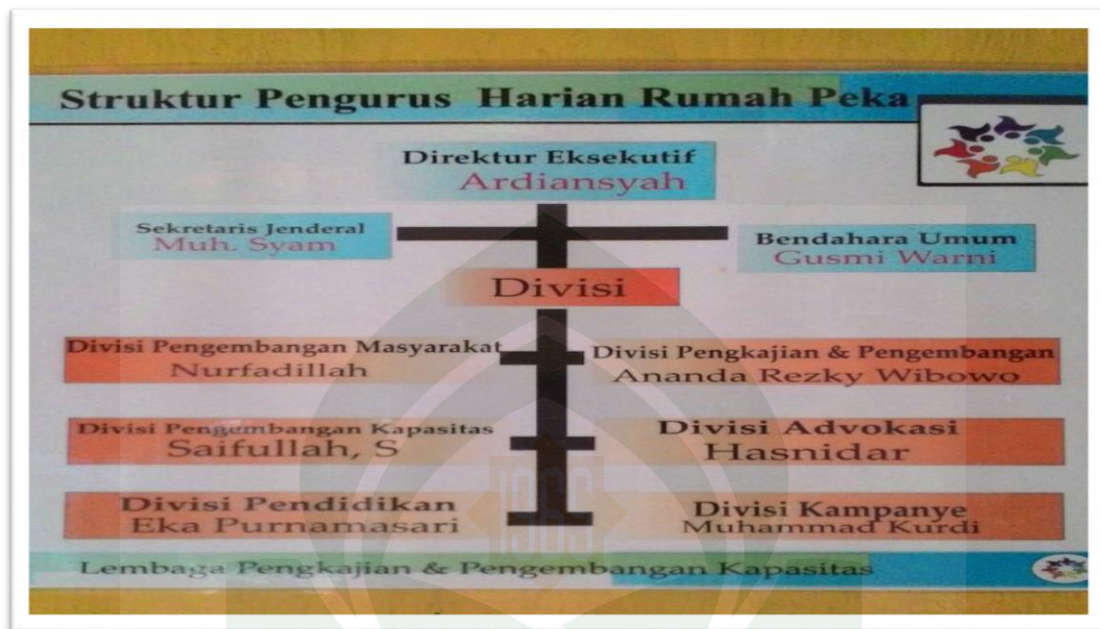 Struktur Pengurus Harian Rumah Peka
Direktur Eksekutif
Ardiansyah
Sekretaris Jenderal
Muh. Syam
Bendahara Umum
Gusmi Warni
Divisi
Divisi Pengembangan Masyarakat
Nurfadillah
Divisi Pengkajian & Pengembangan
Ananda Rezky Wibowo
Divisi Pengembangan Kapasitas
Saifullah, S
Divisi Advokasi
Hasnidar
Divisi Pendidikan
Eka Purnamasari
Divisi Kampanye
Muhammad Kurdi
Lembaga Pengkajian & Pengembangan Kapasitas